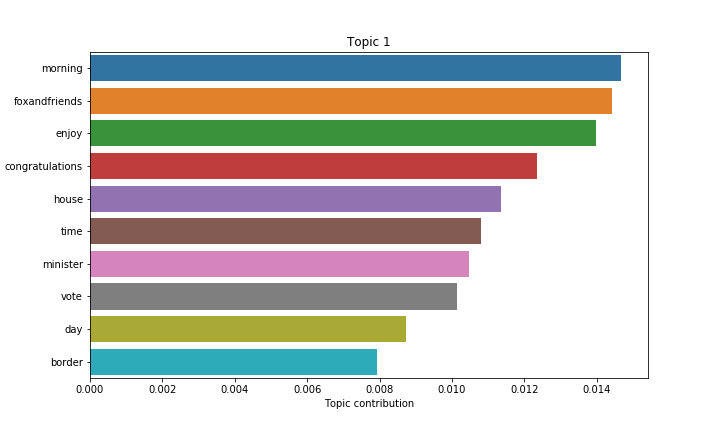 Topic 1
morning
foxandfriends
enjoy
congratulations
house
time
minister
vote
day
border
0.000 0.002 0.004 0.006 0.008 0.010 0.012 0.014
Topic contribution